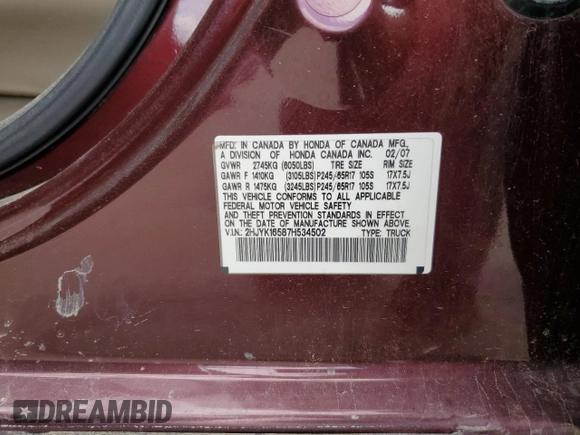 MFD. IN CANADA BY HONDA OF CANADA MFG.,
A DIVISION OF HONDA CANADA INC. 02/07
GVWR 2745KG (6050LBS) TIRE SIZE RIM SIZE
GAWR F 1410KG (3105LBS) P245/65R17 105S 17X7.5J
GAWR R 1475KG (3245LBS) P245/65R17 105S 17X7.5J
THIS VEHICLE CONFORMS TO ALL APPLICABLE
FEDERAL MOTOR VEHICLE SAFETY
AND THEFT PREVENTION STANDARDS IN EFFECT
ON THE DATE OF MANUFACTURE SHOWN ABOVE.
V.I.N.: 2HJYK16587H534502 TYPE: TRUCK
DREAMBID